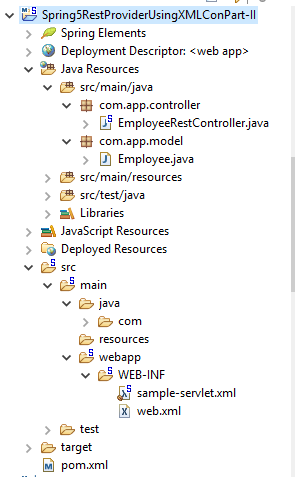 Spring5RestProviderUsingXMLConPart-II
Spring Elements
Deployment Descriptor: <web app>
Java Resources
src/main/java
com.app.controller
EmployeeRestController.java
com.app.model
Employee.java
src/main/resources
src/test/java
Libraries
JavaScript Resources
Deployed Resources
src
main
java
com
resources
webapp
WEB-INF
sample-servlet.xml
web.xml
test
target
pom.xml